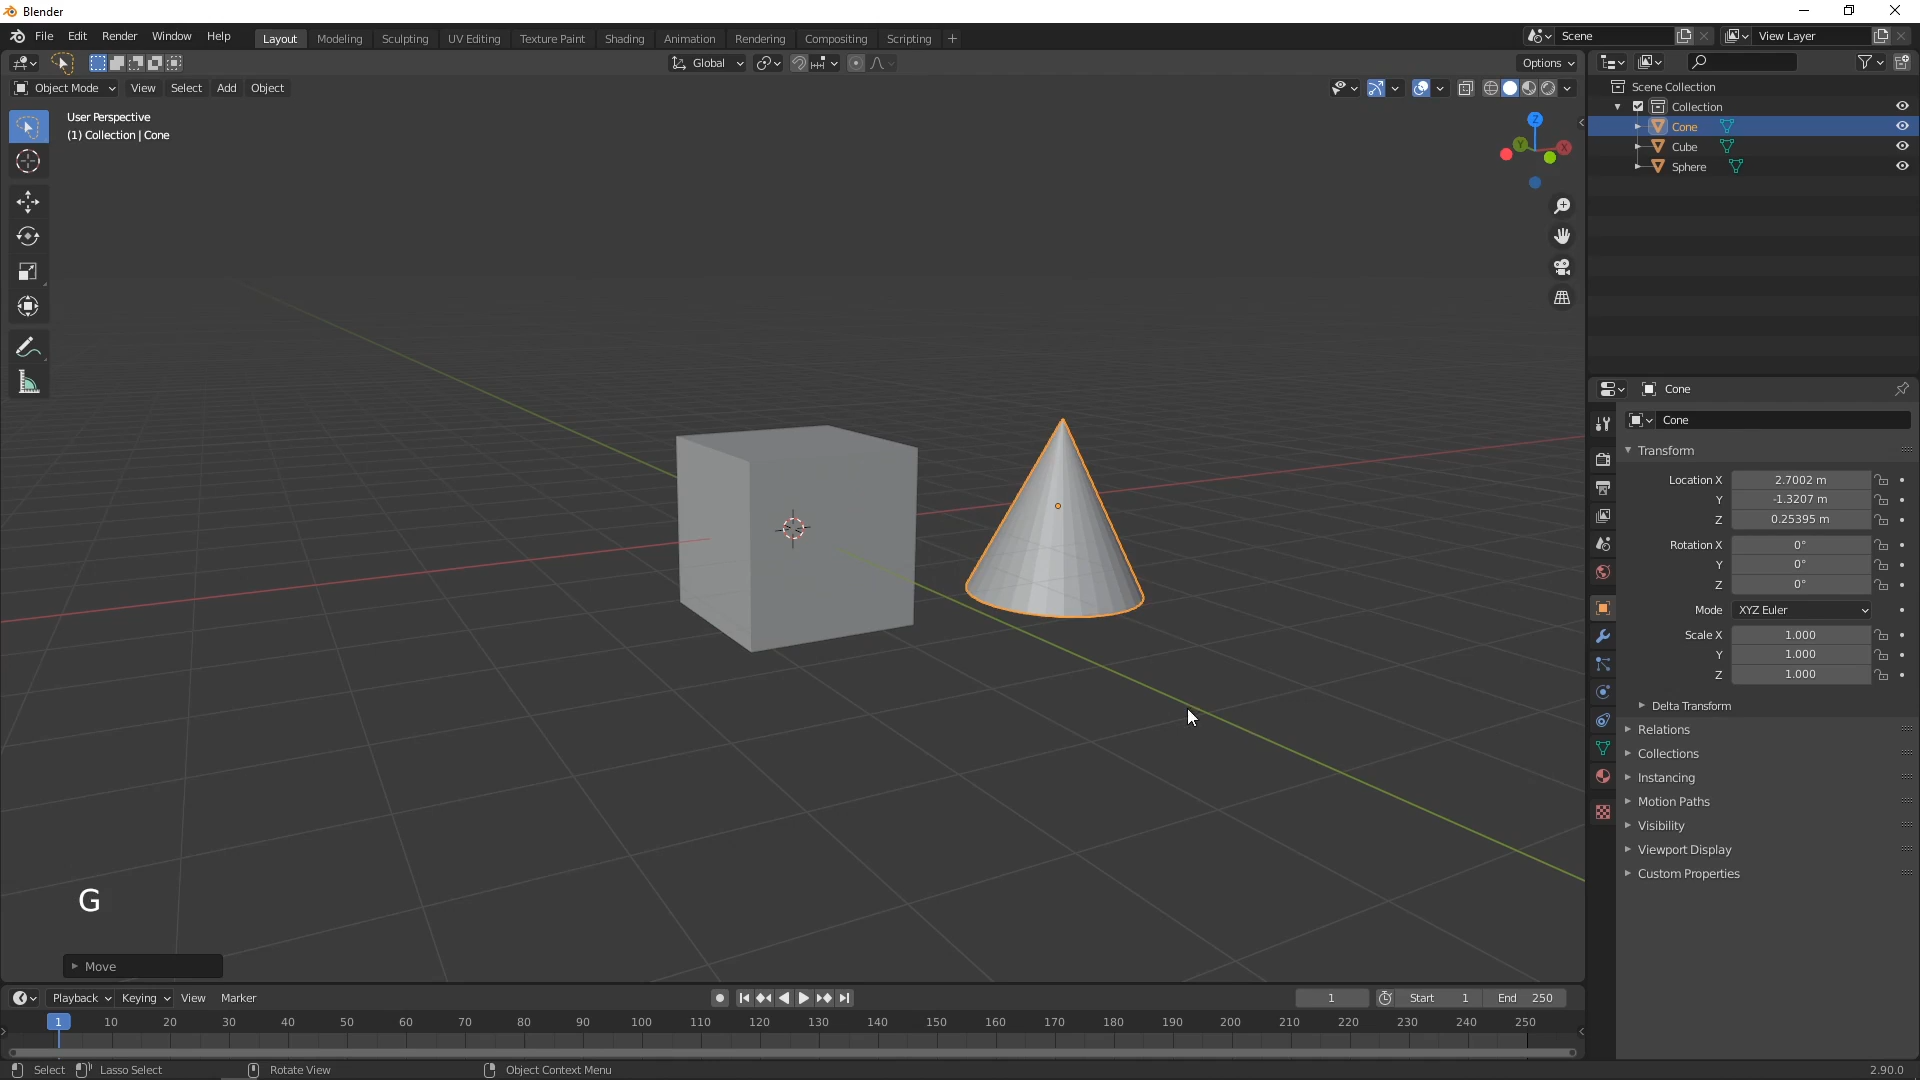 Blender
File Edit Render Window Help Layout Modeling Sculpting UV Editing Texture Paint Shading Animation Rendering Compositing Scripting + Scene View Layer
Global Options
Object Mode View Select Add Object
User Perspective
(1) Collection | Cone
Z
Y X
Scene Collection
Collection
Cone
Cube
Sphere
Cone
Cone
Transform
Location X 2.7002 m
Y -1.3207 m
Z 0.25395 m
Rotation X 0°
Y 0°
Z 0°
Mode XYZ Euler
Scale X 1.000
Y 1.000
Z 1.000
Delta Transform
Relations
Collections
Instancing
Motion Paths
Visibility
Viewport Display
Custom Properties
G
Move
Playback Keying View Marker 1 Start 1 End 250
1 10 20 30 40 50 60 70 80 90 100 110 120 130 140 150 160 170 180 190 200 210 220 230 240 250
Select Lasso Select Rotate View Object Context Menu 2.90.0